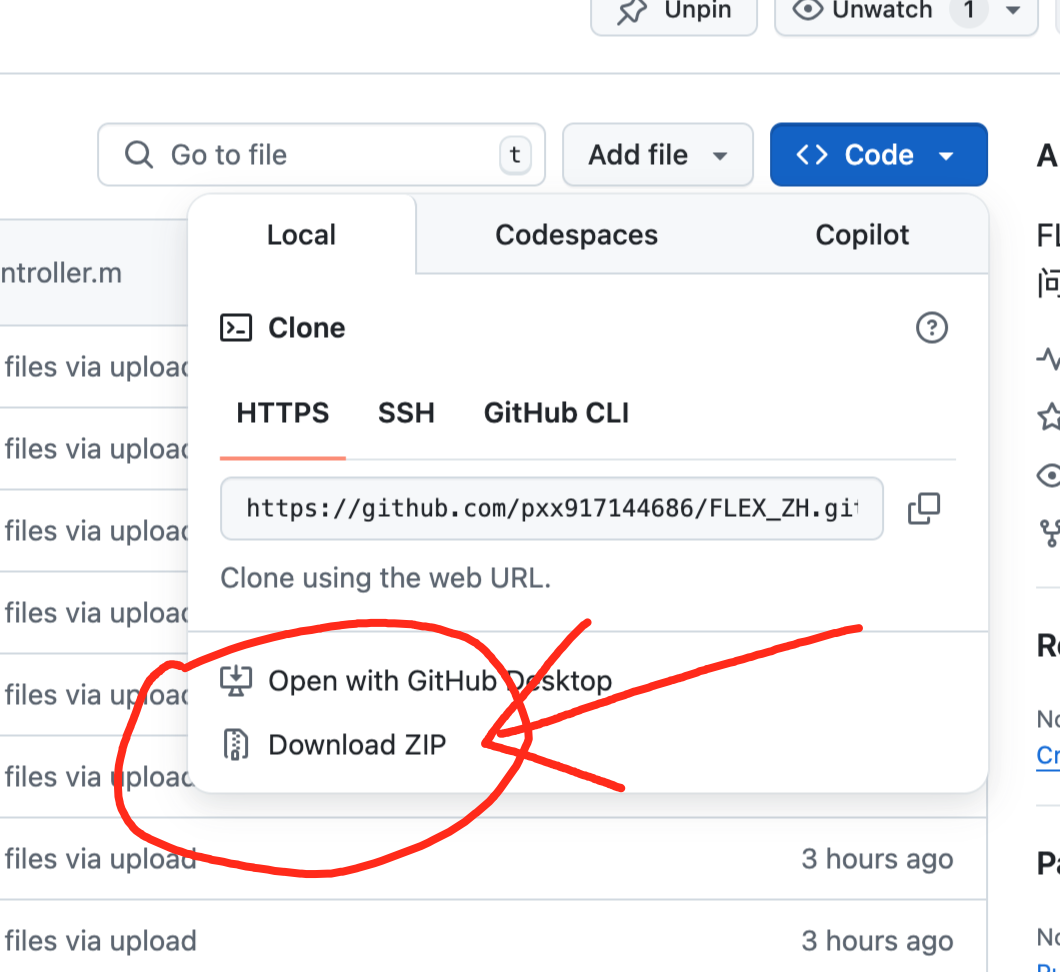 Unpin
Unwatch 1
Go to file t
Add file
Code
Local
Codespaces
Copilot
ntroller.m
Clone
HTTPS
SSH
GitHub CLI
https://github.com/pxx917144686/FLEX_ZH.git
Clone using the web URL.
Open with GitHub Desktop
Download ZIP
files via upload
files via upload
files via upload
files via upload
files via upload
files via upload
files via upload
3 hours ago
files via upload
3 hours ago
A
FL
问
Re
No
Cr
Pa
No